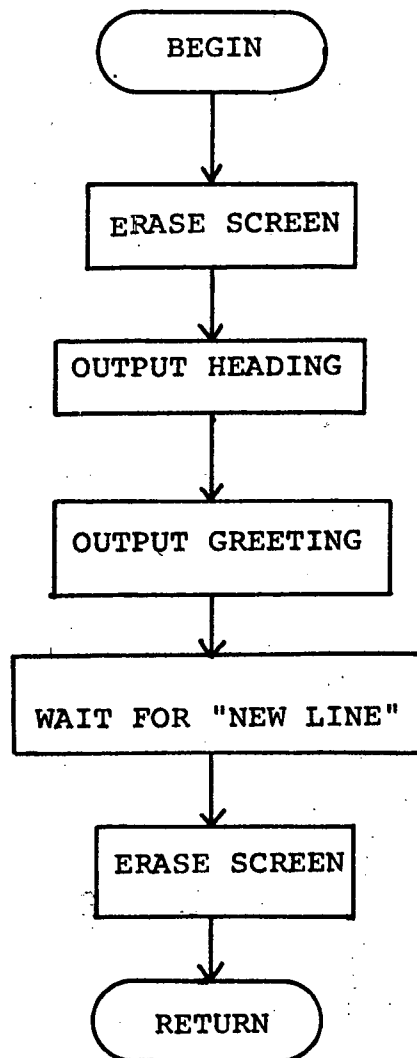 BEGIN
ERASE SCREEN
OUTPUT HEADING
OUTPUT GREETING
WAIT FOR "NEW LINE"
ERASE SCREEN
RETURN